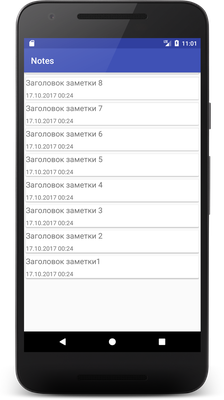 11:01
Notes
Заголовок заметки 8
17.10.2017 00:24
Заголовок заметки 7
17.10.2017 00:24
Заголовок заметки 6
17.10.2017 00:24
Заголовок заметки 5
17.10.2017 00:24
Заголовок заметки 4
17.10.2017 00:24
Заголовок заметки 3
17.10.2017 00:24
Заголовок заметки 2
17.10.2017 00:24
Заголовок заметки1
17.10.2017 00:24